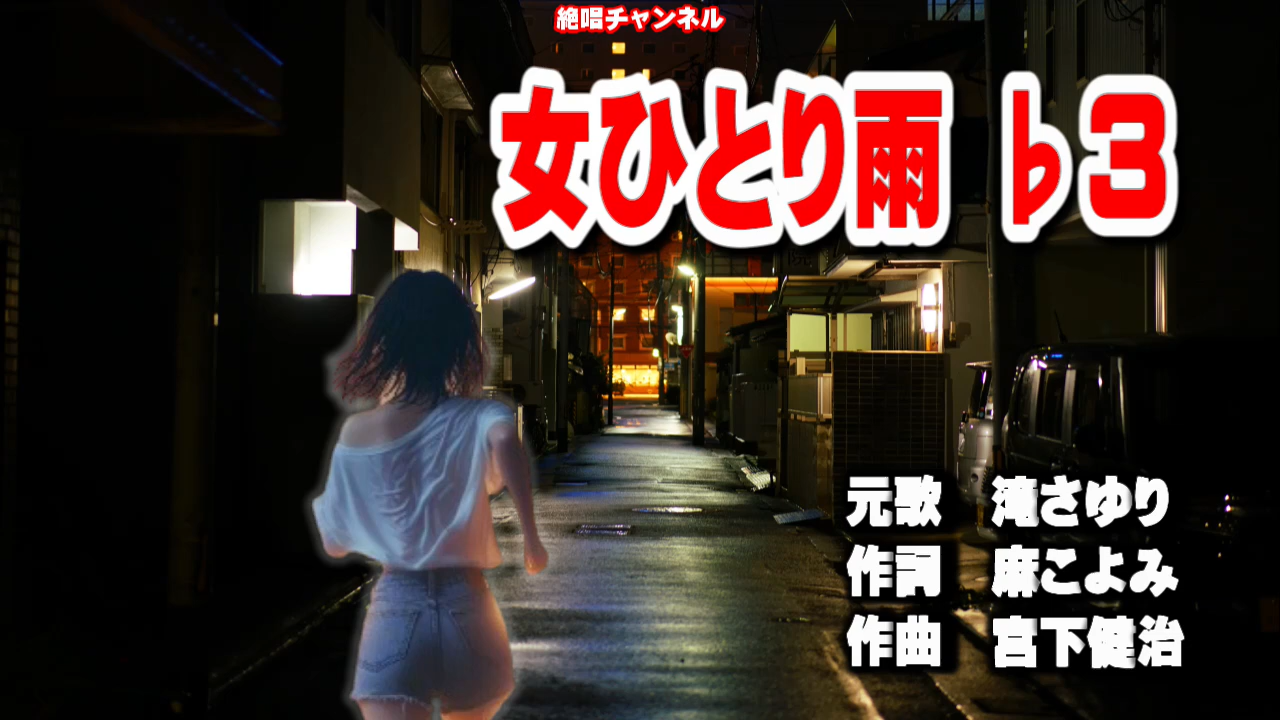 絶唱チャンネル
女ひとり雨 ♭3
元歌 滝さゆり
作詞 麻こよみ
作曲 宮下健治